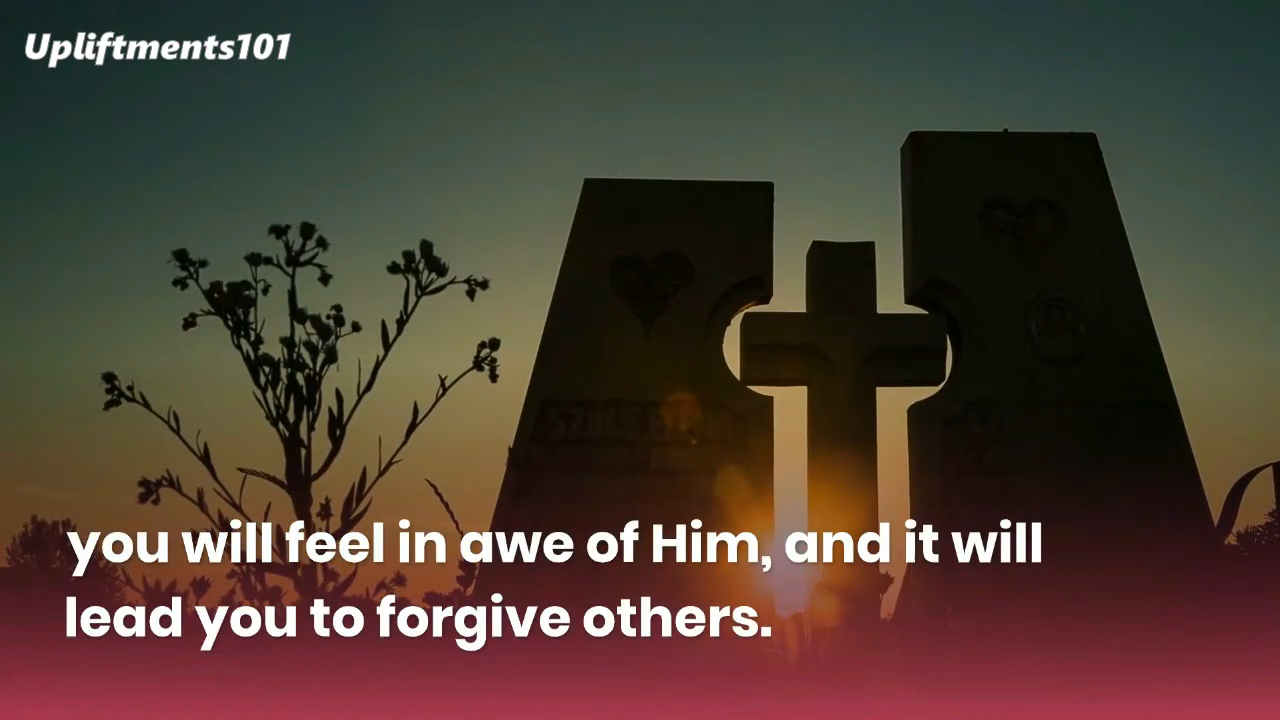 Upliftments101
you will feel in awe of Him, and it will
lead you to forgive others.